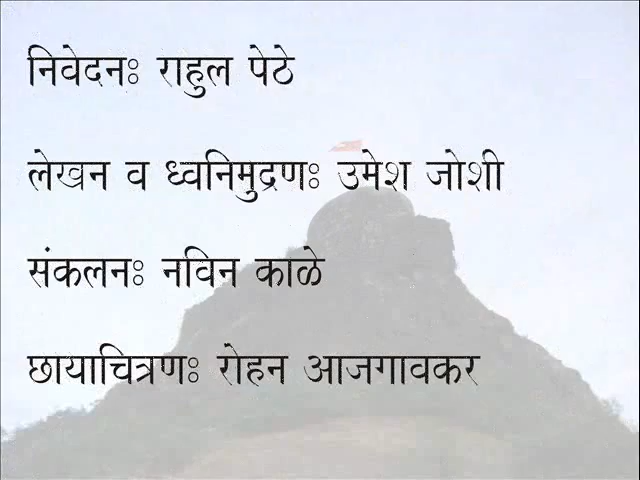 निवेदनः राहुल पेठे
लेखन व ध्वनिमुद्रणः उमेश जोशी
संकलनः नविन काळे
छायाचित्रणः रोहन आजगावकर